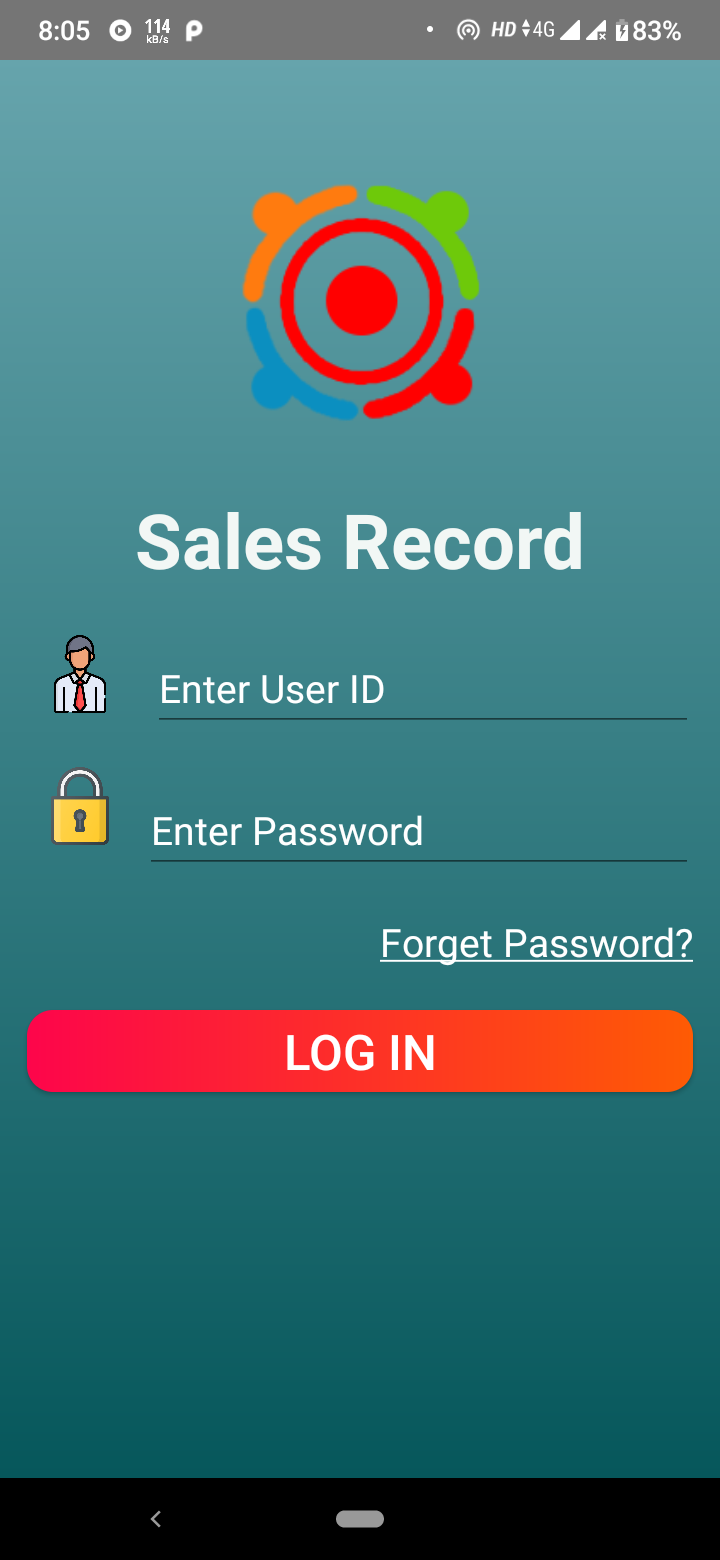 8:05 114 kB/s HD 4G 83%
Sales Record
Enter User ID
Enter Password
Forget Password?
LOG IN